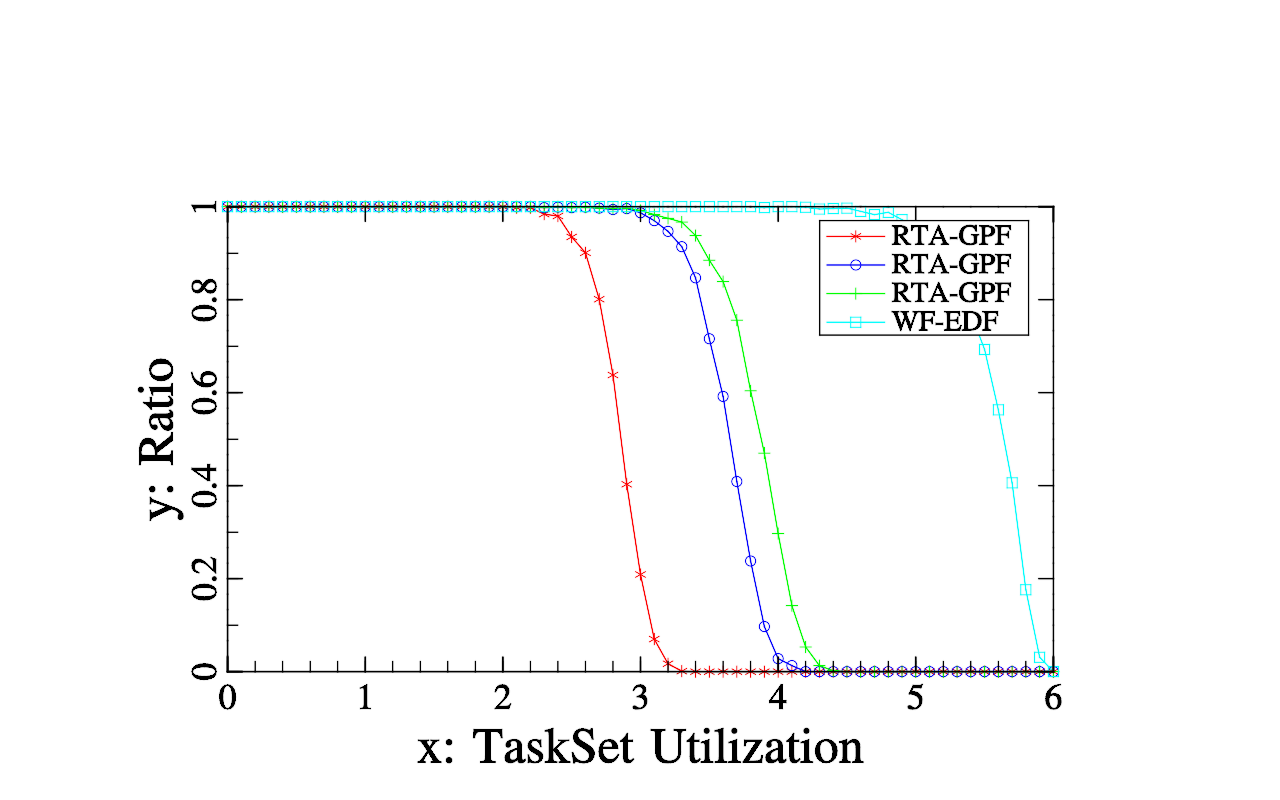 1
0.8
0.6
0.4
0.2
0
y: Ratio
RTA-GPF
RTA-GPF
RTA-GPF
WF-EDF
0 1 2 3 4 5 6
x: TaskSet Utilization